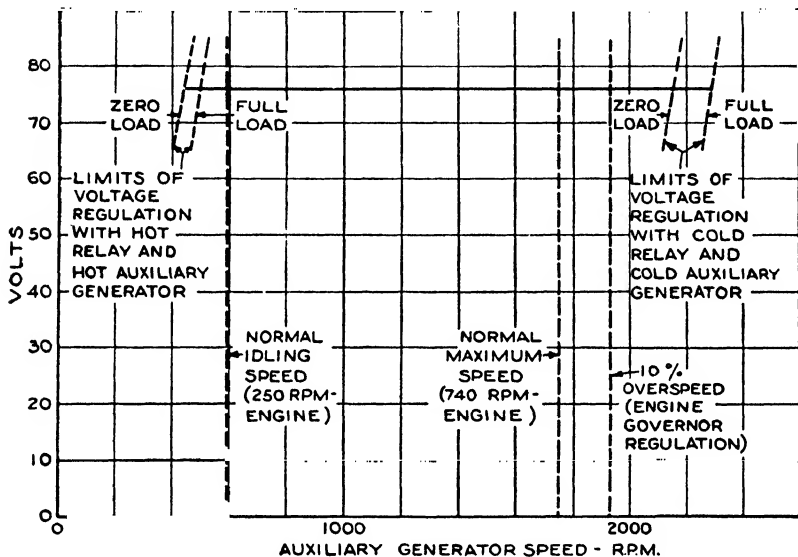 80
70
60
50
40
30
20
10
0
VOLTS
ZERO
LOAD
FULL
LOAD
LIMITS OF
VOLTAGE
REGULATION
WITH HOT
RELAY AND
HOT AUXILIARY
GENERATOR
ZERO
LOAD
FULL
LOAD
LIMITS OF
VOLTAGE
REGULATION
WITH COLD
RELAY AND
COLD AUXILIARY
GENERATOR
NORMAL
IDLING
SPEED
(250 RPM-
ENGINE)
NORMAL
MAXIMUM
SPEED
(740 RPM-
ENGINE)
10%
OVERSPEED
(ENGINE
GOVERNOR
REGULATION)
0
1000
2000
AUXILIARY GENERATOR SPEED - R.P.M.